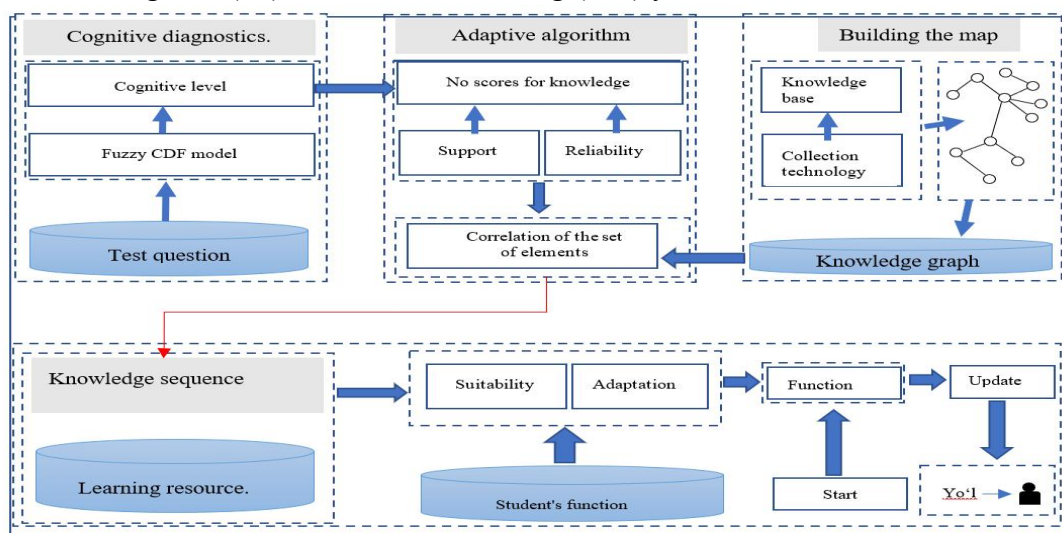 Cognitive diagnostics.
Cognitive level
Fuzzy CDF model
Test question
Adaptive algorithm
No scores for knowledge
Support
Reliability
Correlation of the set
of elements
Building the map
Knowledge
base
Collection
technology
Knowledge graph
Knowledge sequence
Learning resource.
Suitability
Adaptation
Student's function
Function
Start
Update
Yo‘l